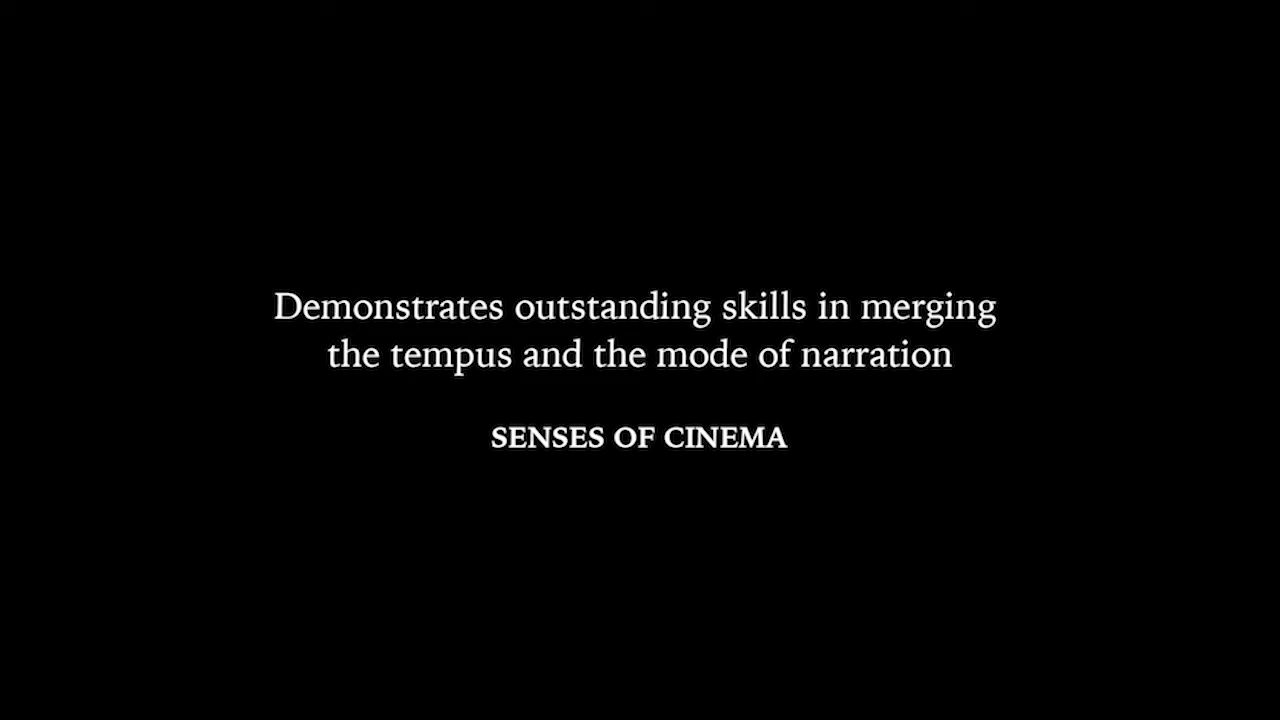 Demonstrates outstanding skills in merging
the tempus and the mode of narration
SENSES OF CINEMA